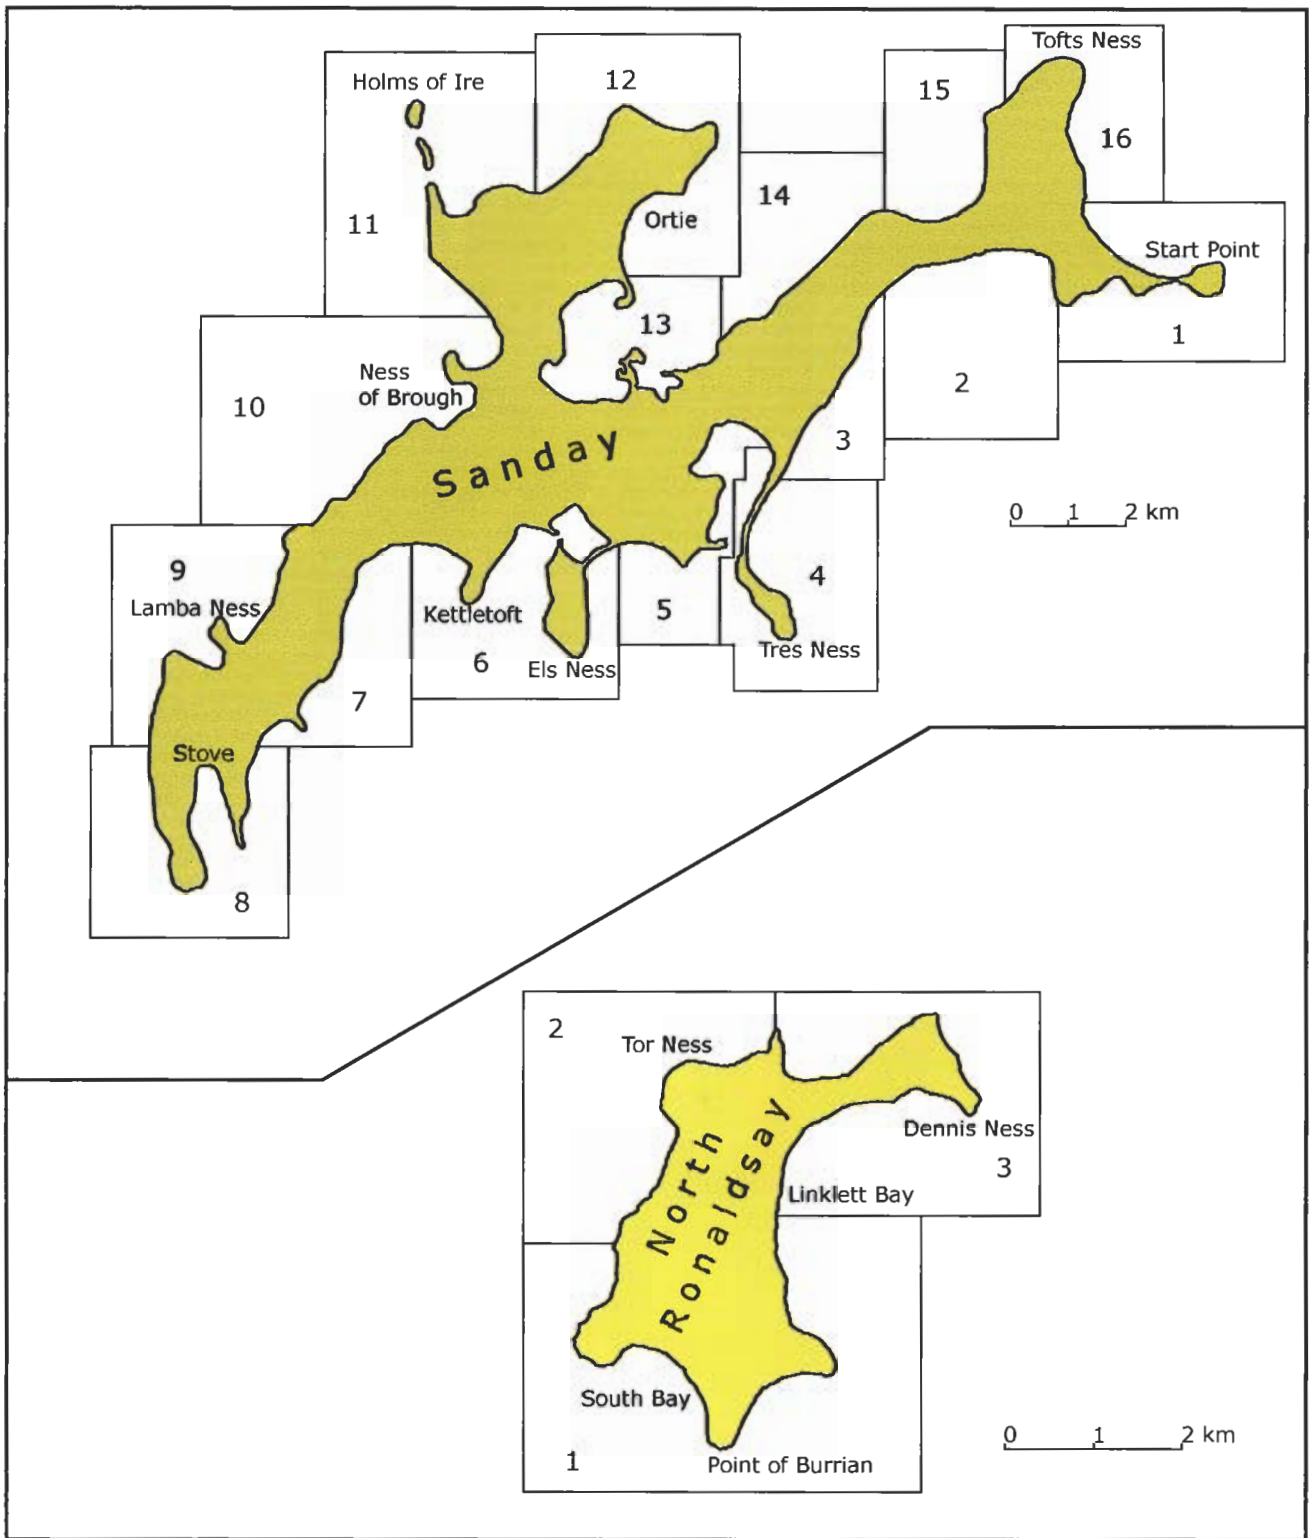 Tofts Ness
Holms of Ire
12
15
16
14
11
Ortie
Start Point
13
1
Ness
of Brough
10
2
3
Sanday
0 1 2 km
9
Lamba Ness
4
Kettletoft
5
6
Els Ness
Tres Ness
7
Stove
8
2
Tor Ness
North
Ronaldsay
Dennis Ness
3
Linklett Bay
South Bay
1
Point of Burrian
0 1 2 km